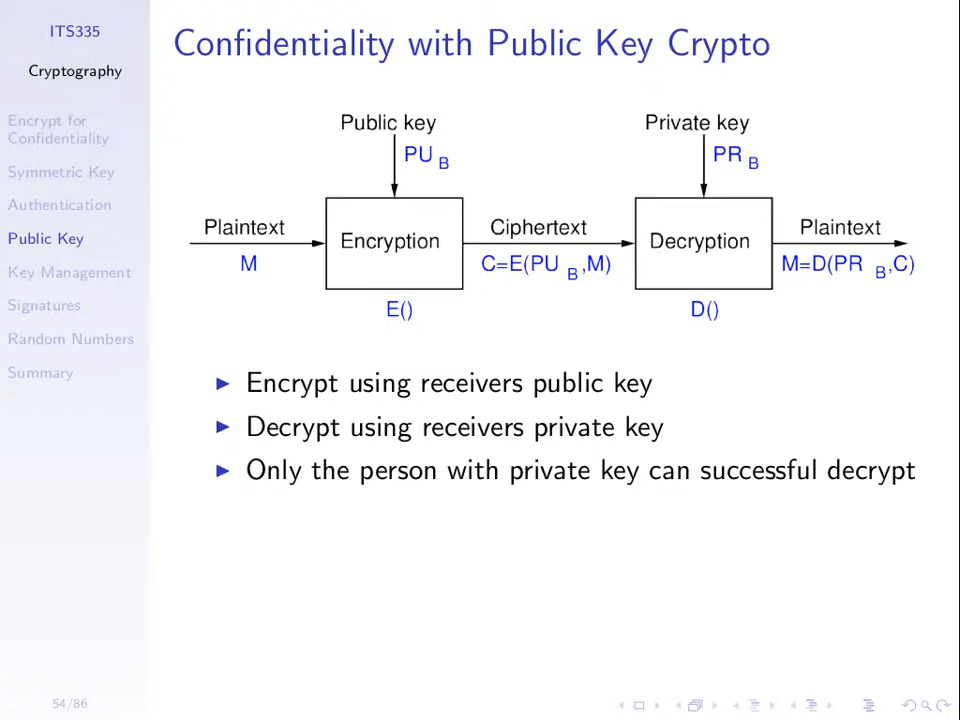 ITS335
Cryptography
Encrypt for
Confidentiality
Symmetric Key
Authentication
Public Key
Key Management
Signatures
Random Numbers
Summary
54/86
Confidentiality with Public Key Crypto
Public key
PU B
Private key
PR B
Plaintext
M
Encryption
E()
Ciphertext
C=E(PU B,M)
Decryption
D()
Plaintext
M=D(PR B,C)
Encrypt using receivers public key
Decrypt using receivers private key
Only the person with private key can successful decrypt